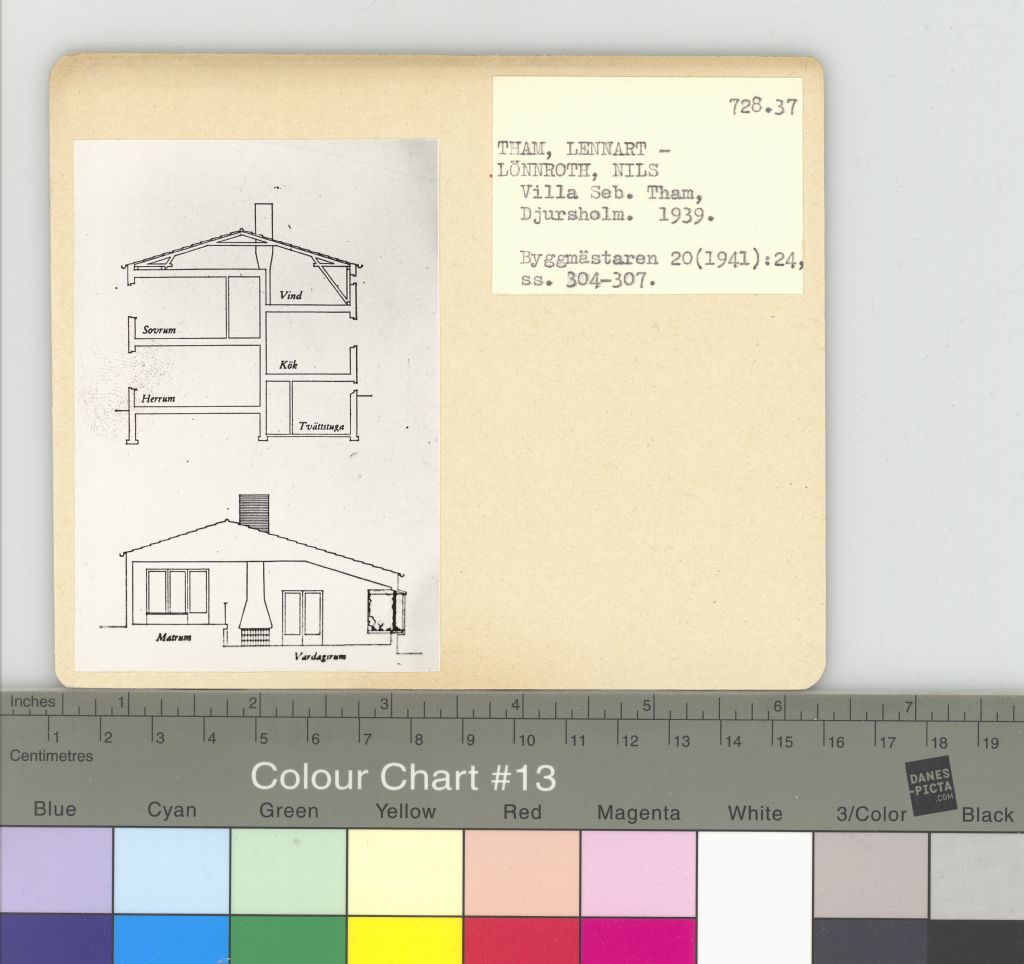 728.37
THAM, LENNART -
LÖNNROTH, NILS
Villa Seb. Tham,
Djursholm. 1939.
Byggmästaren 20(1941):24,
ss. 304-307.
Vind
Sovrum
Kök
Herrum
Tvättstuga
Matrum
Vardagsrum
Inches 1 2 3 4 5 6 7
1 2 3 4 5 6 7 8 9 10 11 12 13 14 15 16 17 18 19
Centimetres
Colour Chart #13
DANES
-PICTA
.COM
Blue Cyan Green Yellow Red Magenta White 3/Color Black